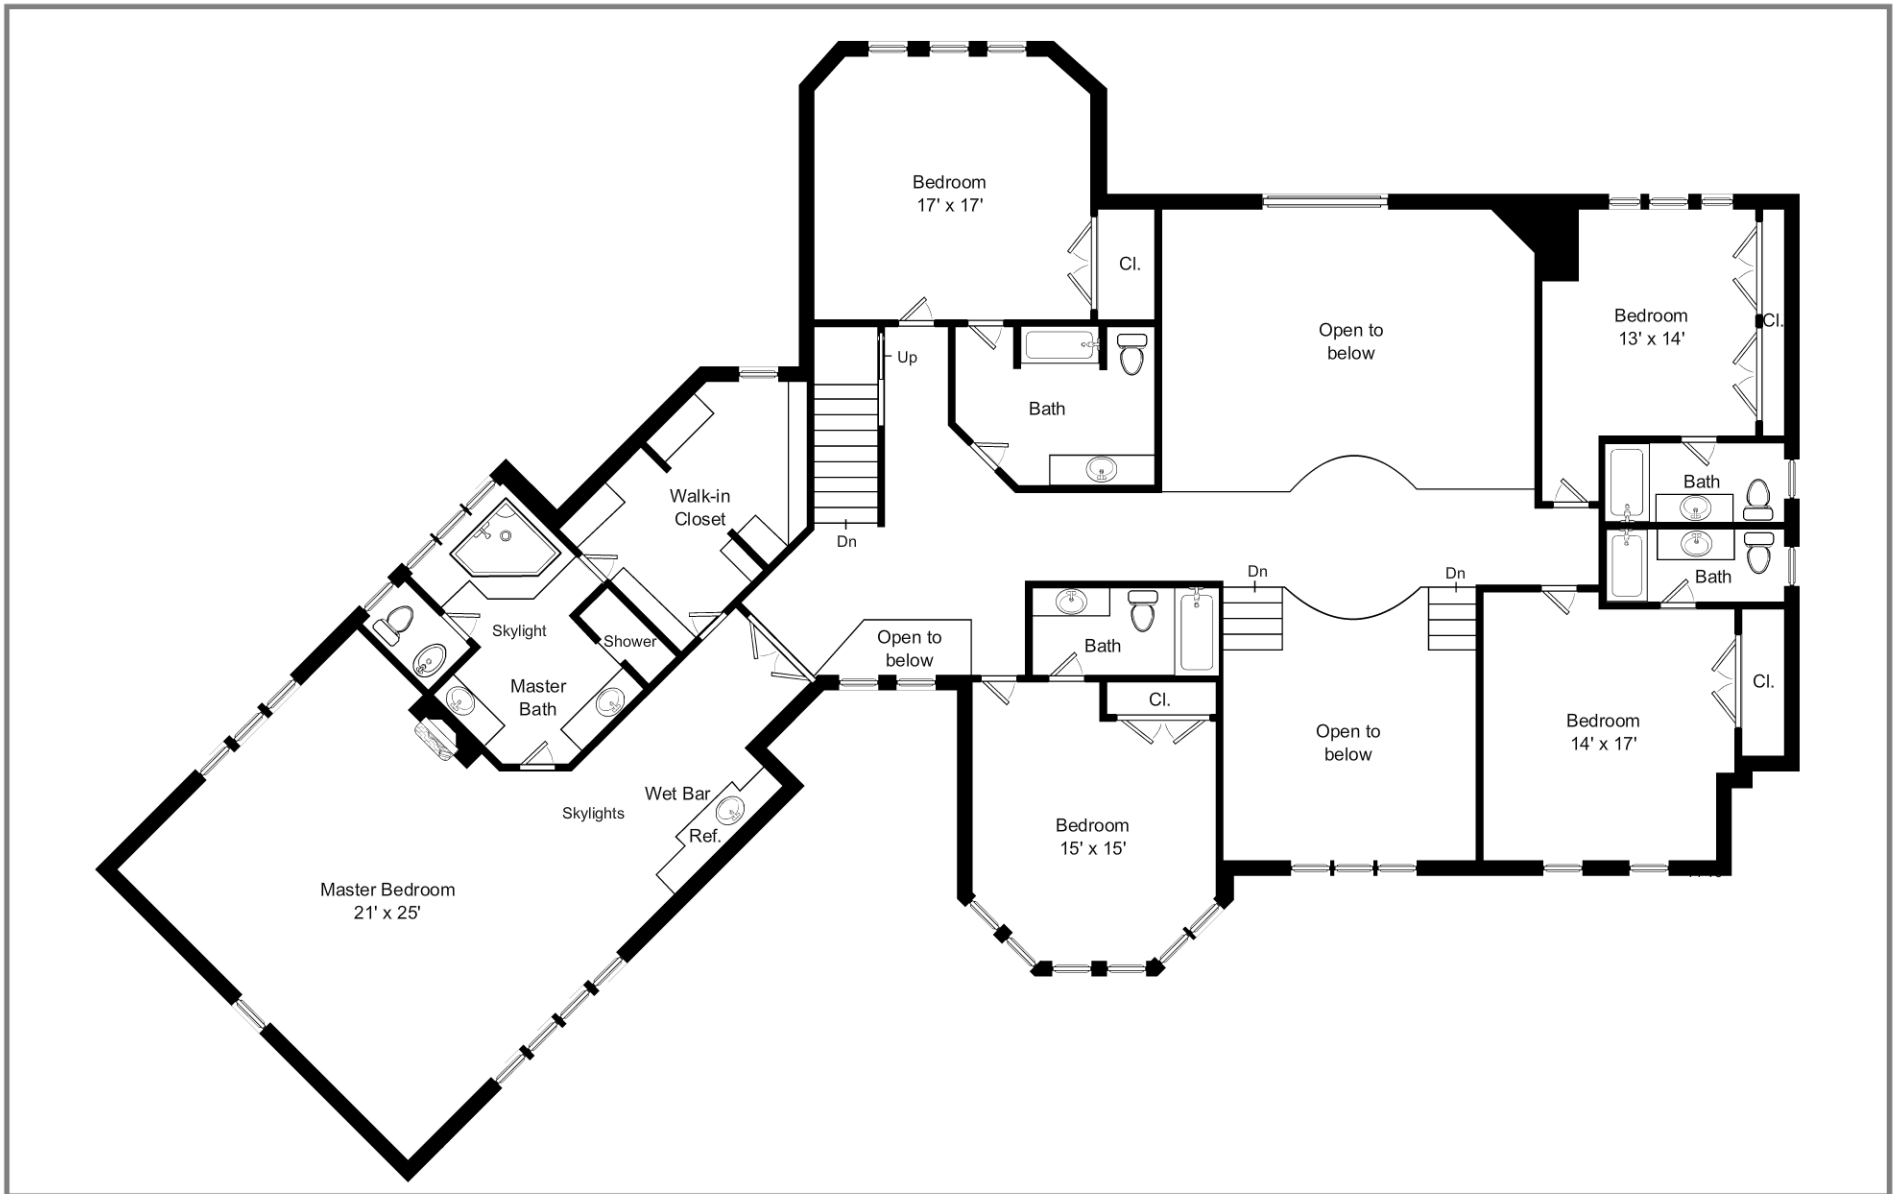 Bedroom
17' x 17'
Cl.
Open to
below
Bedroom
13' x 14'
Cl.
Up
Bath
Walk-in
Closet
Dn
Bath
Bath
Dn
Dn
Skylight
Shower
Open to
below
Bath
Master
Bath
Cl.
Cl.
Open to
below
Bedroom
14' x 17'
Wet Bar
Skylights
Ref.
Bedroom
15' x 15'
Master Bedroom
21' x 25'